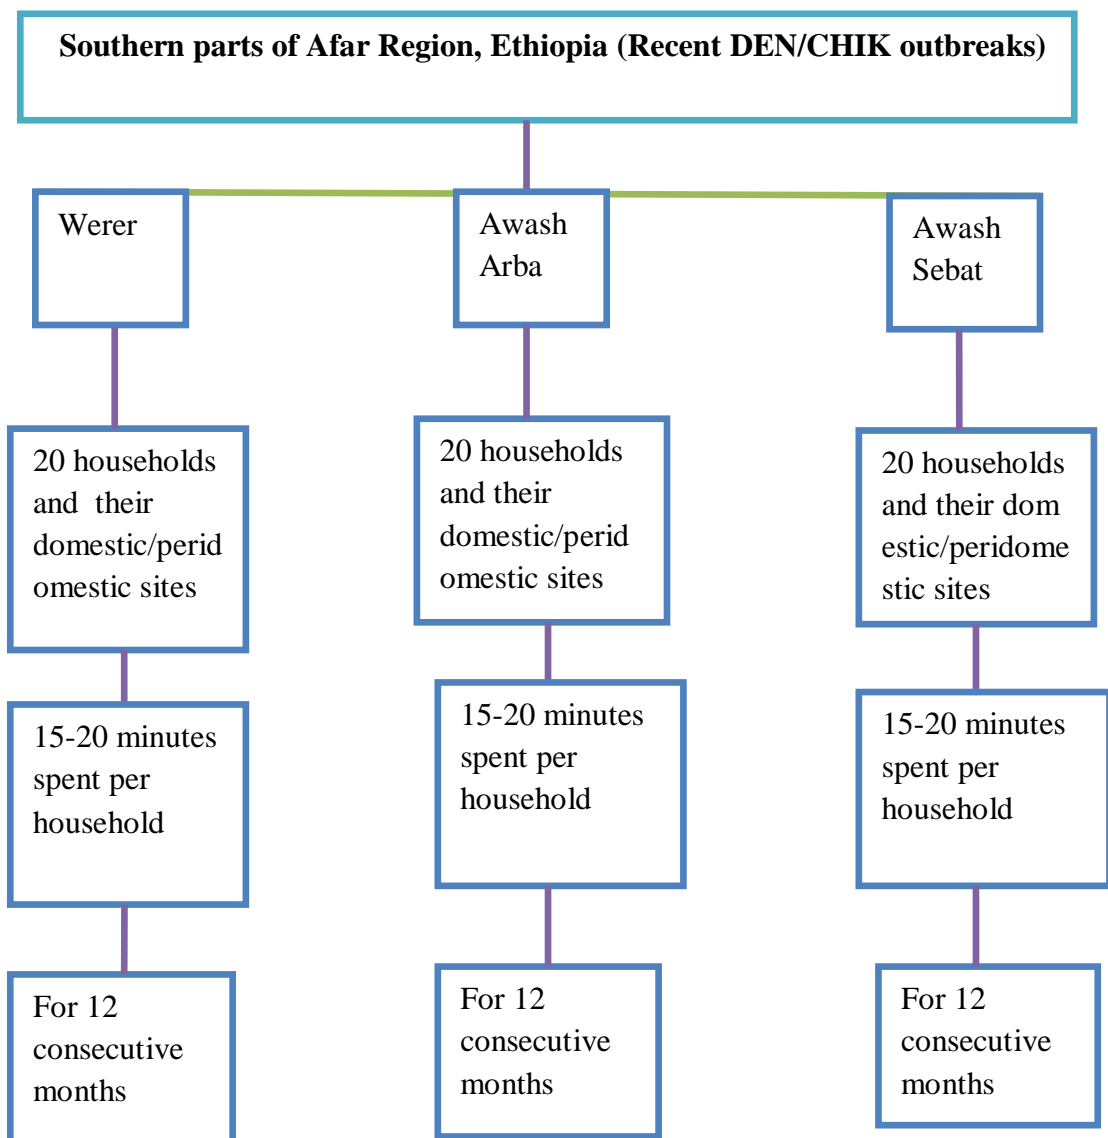 Southern parts of Afar Region, Ethiopia (Recent DEN/CHIK outbreaks)
Werer
Awash
Arba
Awash
Sebat
20 households
and their
domestic/perid
omestic sites
20 households
and their
domestic/perid
omestic sites
20 households
and their dom
estic/peridome
stic sites
15-20 minutes
spent per
household
15-20 minutes
spent per
household
15-20 minutes
spent per
household
For 12
consecutive
months
For 12
consecutive
months
For 12
consecutive
months